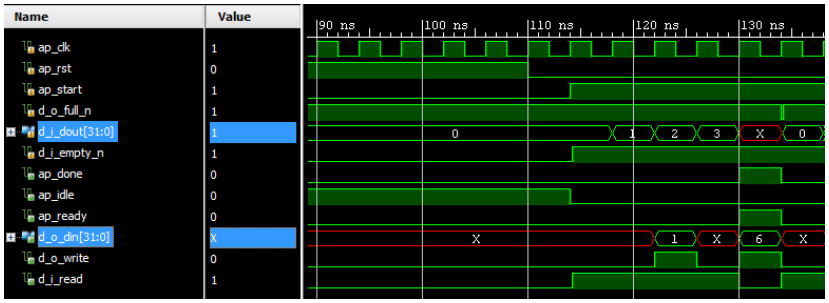 Name Value 90 ns 100 ns 110 ns 120 ns 130 ns
ap_clk 1
ap_rst 0
ap_start 1
d_o_full_n 1
d_i_dout[31:0] 1 0 1 2 3 X 0
d_i_empty_n 1
ap_done 0
ap_idle 0
ap_ready 0
d_o_din[31:0] X X 1 X 6 X
d_o_write 0
d_i_read 1